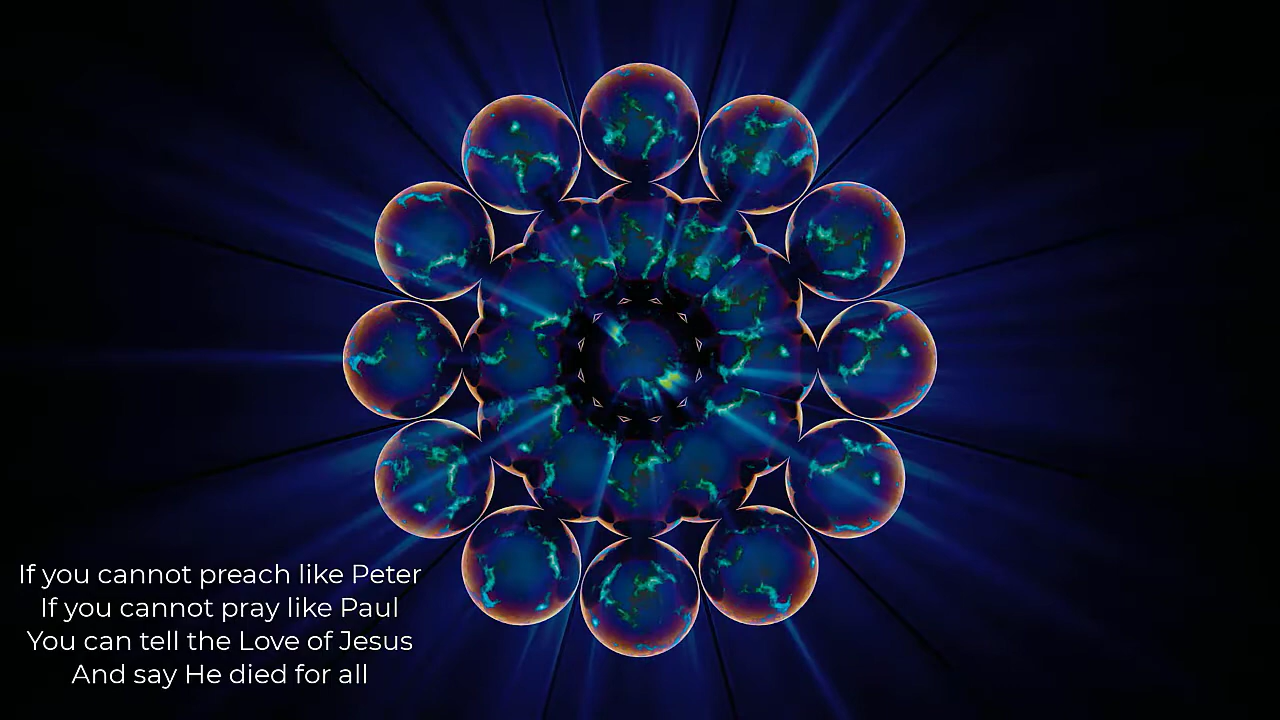 If you cannot preach like Peter
If you cannot pray like Paul
You can tell the Love of Jesus
And say He died for all